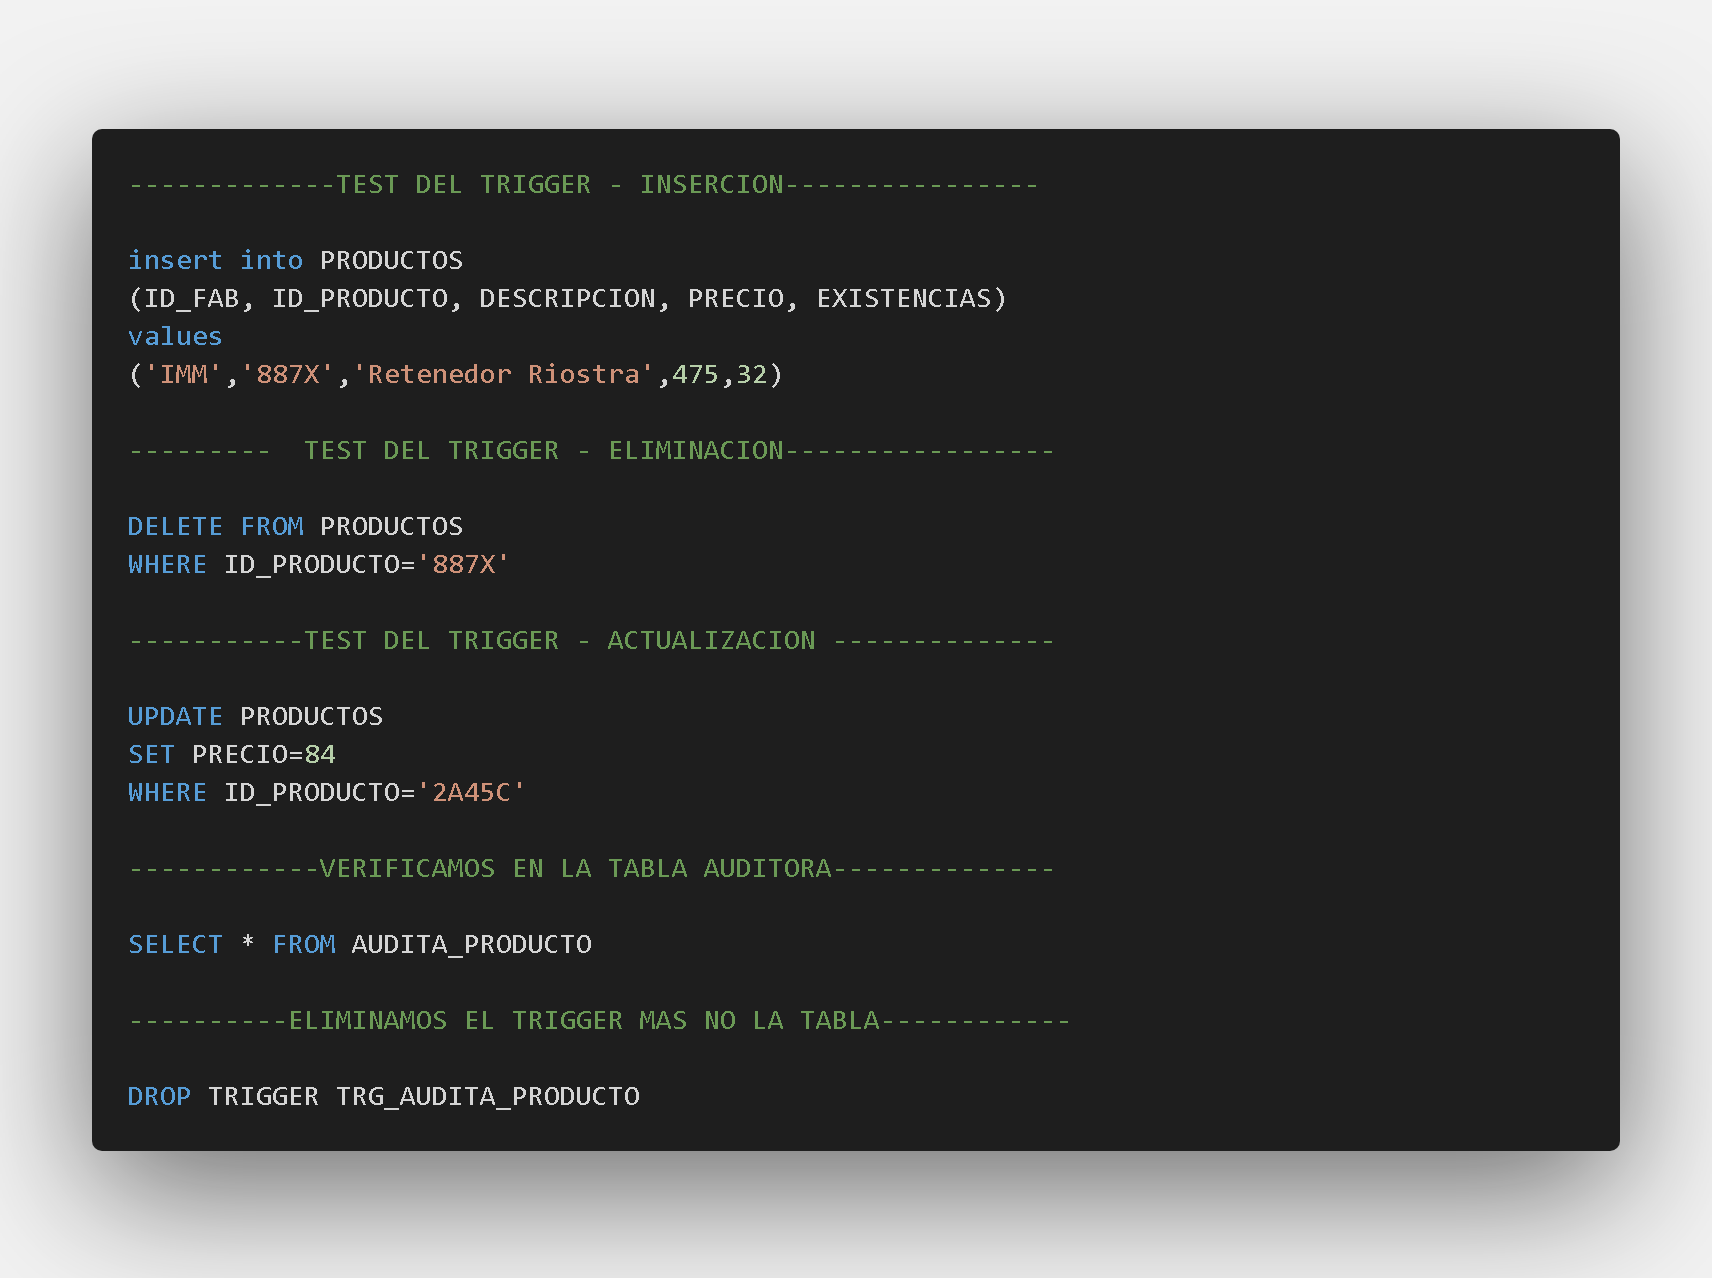 -------------TEST DEL TRIGGER - INSERCION----------------
insert into PRODUCTOS
(ID_FAB, ID_PRODUCTO, DESCRIPCION, PRECIO, EXISTENCIAS)
values
('IMM','887X','Retenedor Riostra',475,32)
---------  TEST DEL TRIGGER - ELIMINACION-----------------
DELETE FROM PRODUCTOS
WHERE ID_PRODUCTO='887X'
-----------TEST DEL TRIGGER - ACTUALIZACION --------------
UPDATE PRODUCTOS
SET PRECIO=84
WHERE ID_PRODUCTO='2A45C'
------------VERIFICAMOS EN LA TABLA AUDITORA--------------
SELECT * FROM AUDITA_PRODUCTO
----------ELIMINAMOS EL TRIGGER MAS NO LA TABLA------------
DROP TRIGGER TRG_AUDITA_PRODUCTO